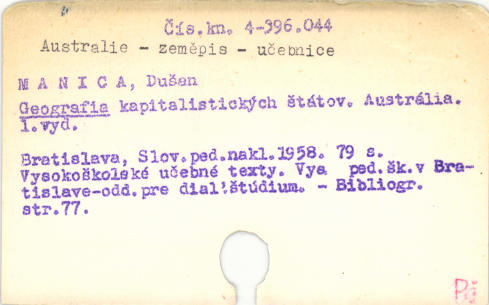 Čís.kn. 4-396.044
Australie - zeměpis - učebnice
M A N I C A, Dušan
Geografia kapitalistických štátov. Austrália.
1.vyd.
Bratislava, Slov.ped.nakl.1958. 79 s.
Vysokoškolské učebné texty. Vys ped.šk.v Bra-
tislave-odd.pre dial'štúdium. - Bibliogr.
str.77.